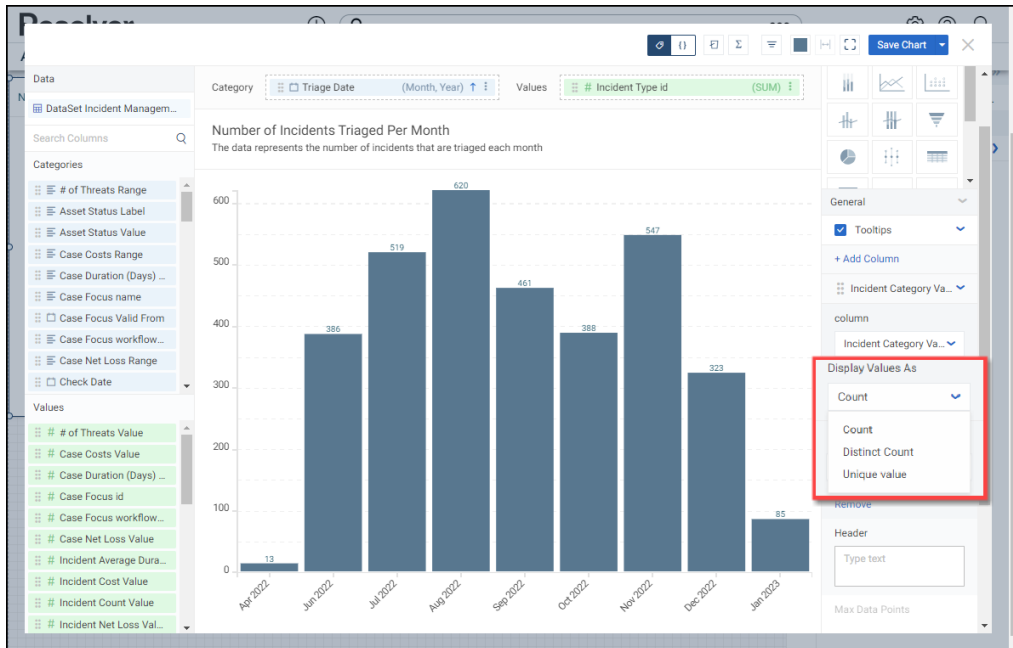 Resolver
Save Chart
Data
DataSet Incident Managem...
Search Columns
Categories
# of Threats Range
Asset Status Label
Asset Status Value
Case Costs Range
Case Duration (Days) ...
Case Focus name
Case Focus Valid From
Case Focus workflow...
Case Net Loss Range
Check Date
Values
# # of Threats Value
# Case Costs Value
# Case Duration (Days) ...
# Case Focus id
# Case Focus workflow...
# Case Net Loss Value
# Incident Average Dura...
# Incident Cost Value
# Incident Count Value
# Incident Net Loss Val...
Category Triage Date (Month, Year) Values # Incident Type id (SUM)
Number of Incidents Triaged Per Month
The data represents the number of incidents that are triaged each month
600
500
400
300
200
100
0
13
386
519
620
461
388
547
323
85
Apr 2022
Jun 2022
Jul 2022
Aug 2022
Sep 2022
Oct 2022
Nov 2022
Dec 2022
Jan 2023
General
Tooltips
+ Add Column
Incident Category Va...
column
Incident Category Va...
Display Values As
Count
Count
Distinct Count
Unique value
Remove
Header
Type text
Max Data Points